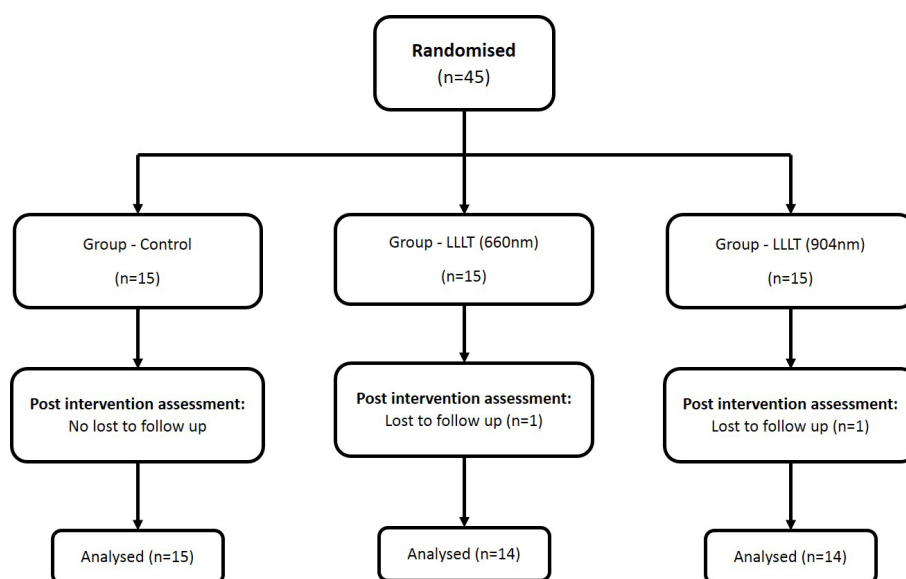 Randomised
(n=45)
Group - Control
(n=15)
Group - LLLT (660nm)
(n=15)
Group - LLLT (904nm)
(n=15)
Post intervention assessment:
No lost to follow up
Post intervention assessment:
Lost to follow up (n=1)
Post intervention assessment:
Lost to follow up (n=1)
Analysed (n=15)
Analysed (n=14)
Analysed (n=14)